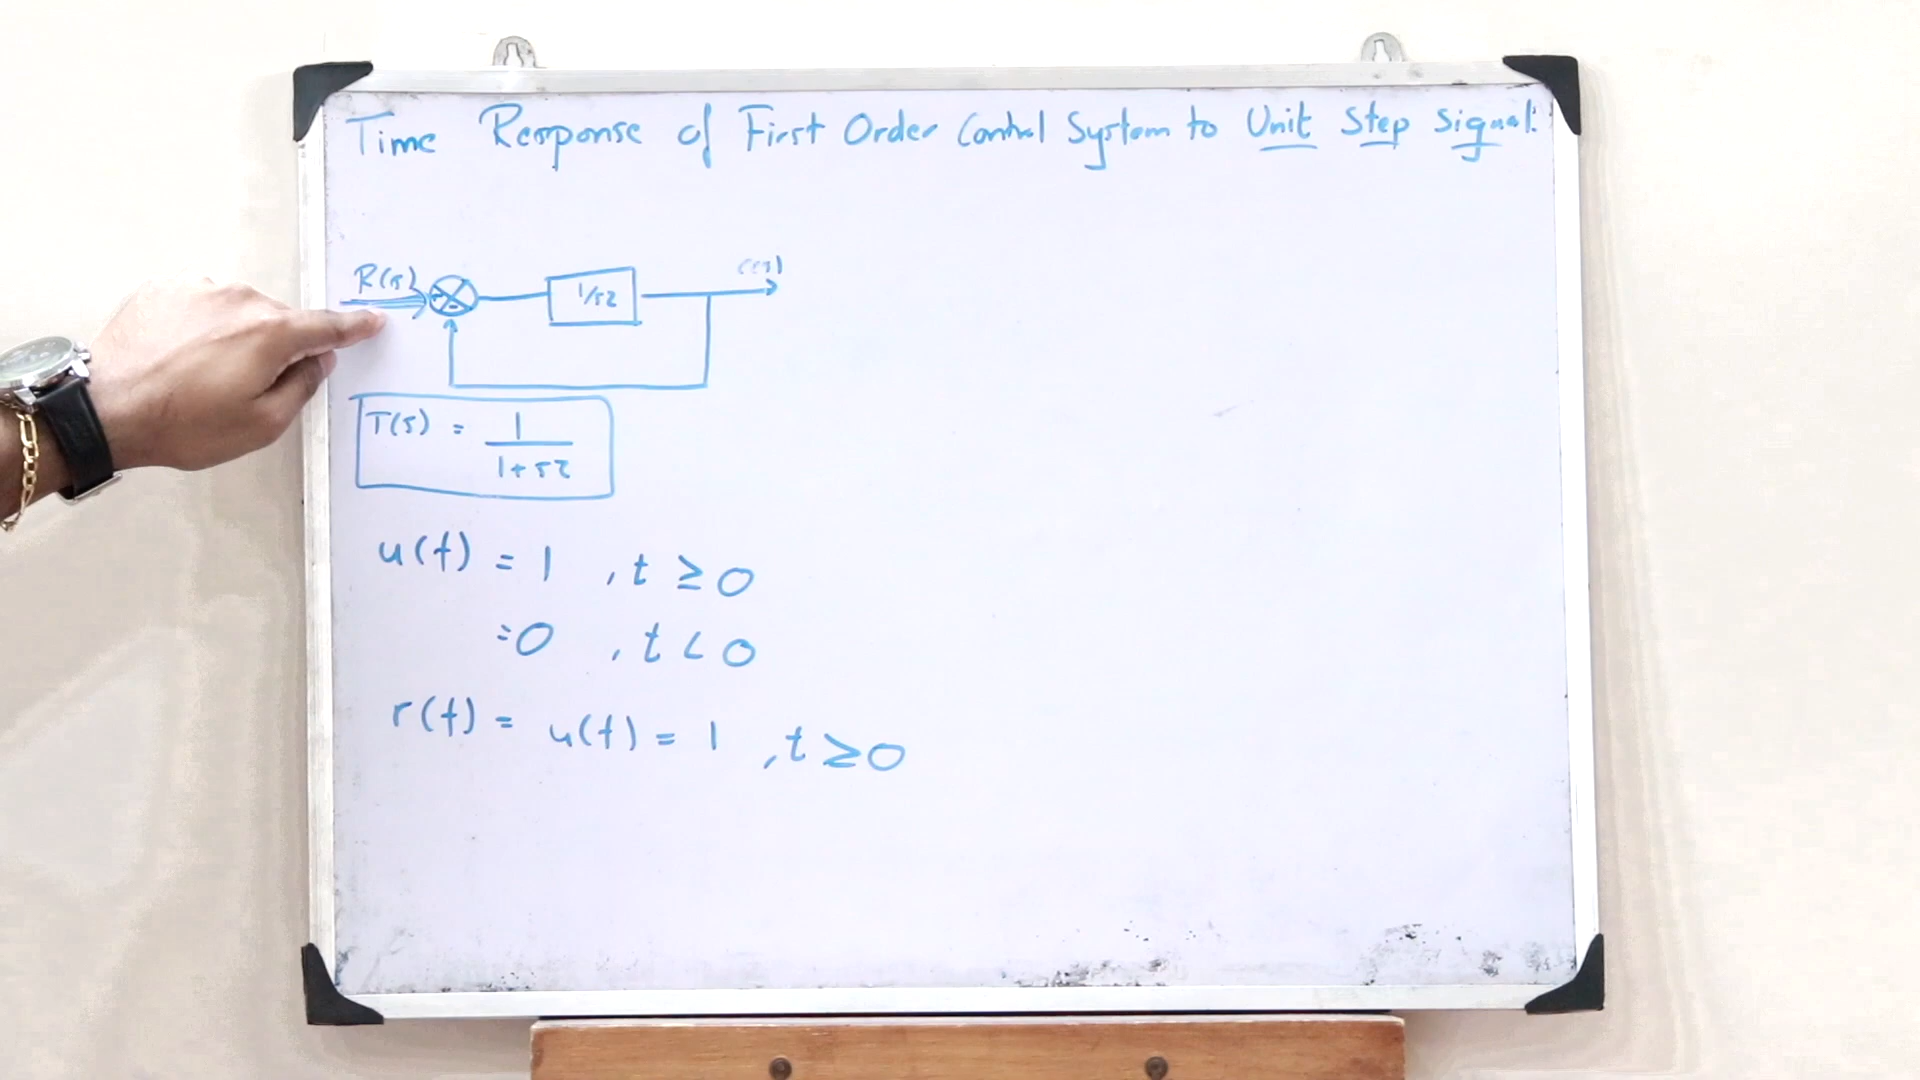 Time Response of First Order Control System to Unit Step Signal:
R(s) 1/sτ C(s)
T(s) = 1/(1+sτ)
u(t) = 1 , t ≥ 0
=0 , t < 0
r(t) = u(t) = 1 , t ≥ 0